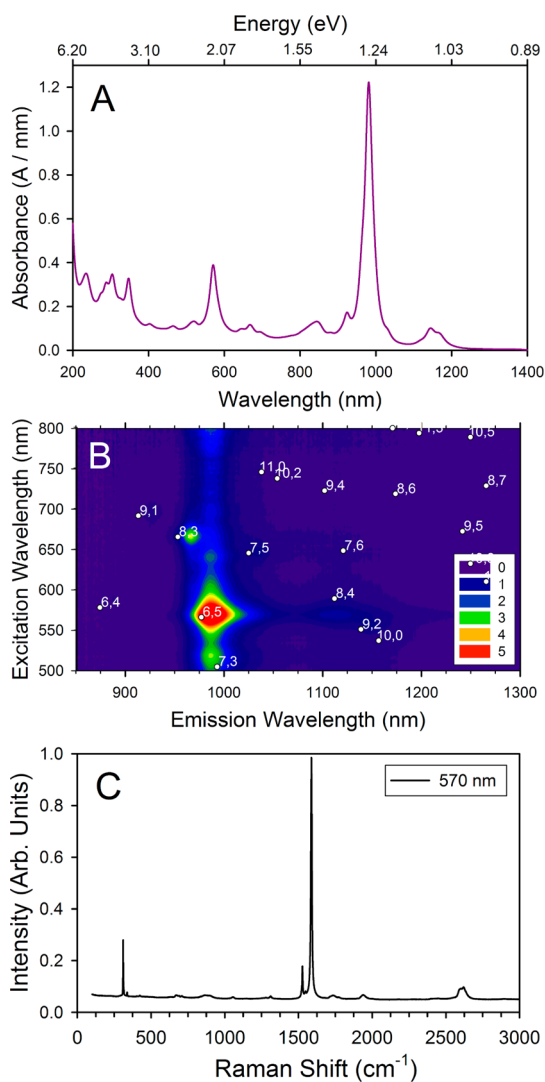 Energy (eV)
6.20 3.10 2.07 1.55 1.24 1.03 0.89
A
Absorbance (A / mm)
1.2
1.0
0.8
0.6
0.4
0.2
0.0
200 400 600 800 1000 1200 1400
Wavelength (nm)
B
Excitation Wavelength (nm)
800
750
700
650
600
550
500
10,5
11,0
10,2
9,4
8,6
8,7
9,1
8,3
7,5
7,6
9,5
6,4
6,5
8,4
9,2
10,0
7,3
0
1
2
3
4
5
900 1000 1100 1200 1300
Emission Wavelength (nm)
C
570 nm
Intensity (Arb. Units)
1.0
0.8
0.6
0.4
0.2
0.0
0 500 1000 1500 2000 2500 3000
Raman Shift (cm⁻¹)